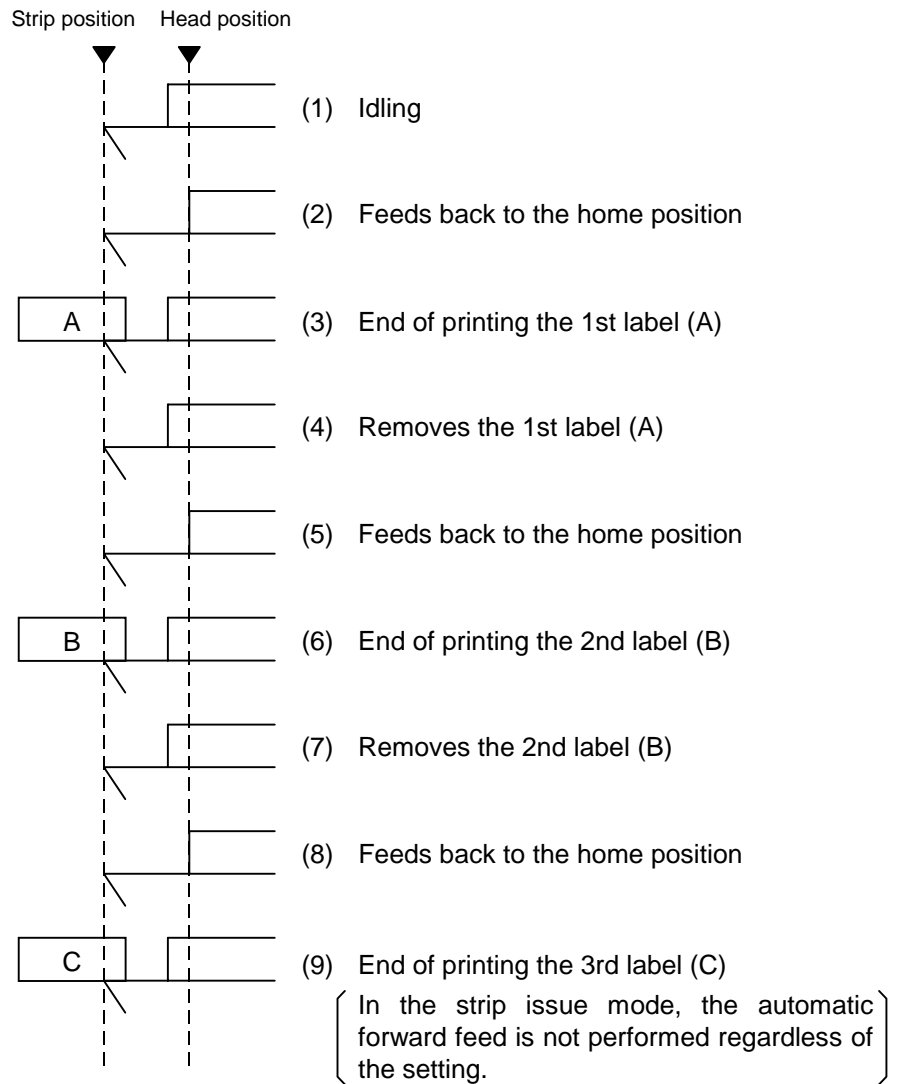 Strip position Head position
(1) Idling
(2) Feeds back to the home position
A (3) End of printing the 1st label (A)
(4) Removes the 1st label (A)
(5) Feeds back to the home position
B (6) End of printing the 2nd label (B)
(7) Removes the 2nd label (B)
(8) Feeds back to the home position
C (9) End of printing the 3rd label (C)
In the strip issue mode, the automatic
forward feed is not performed regardless of
the setting.